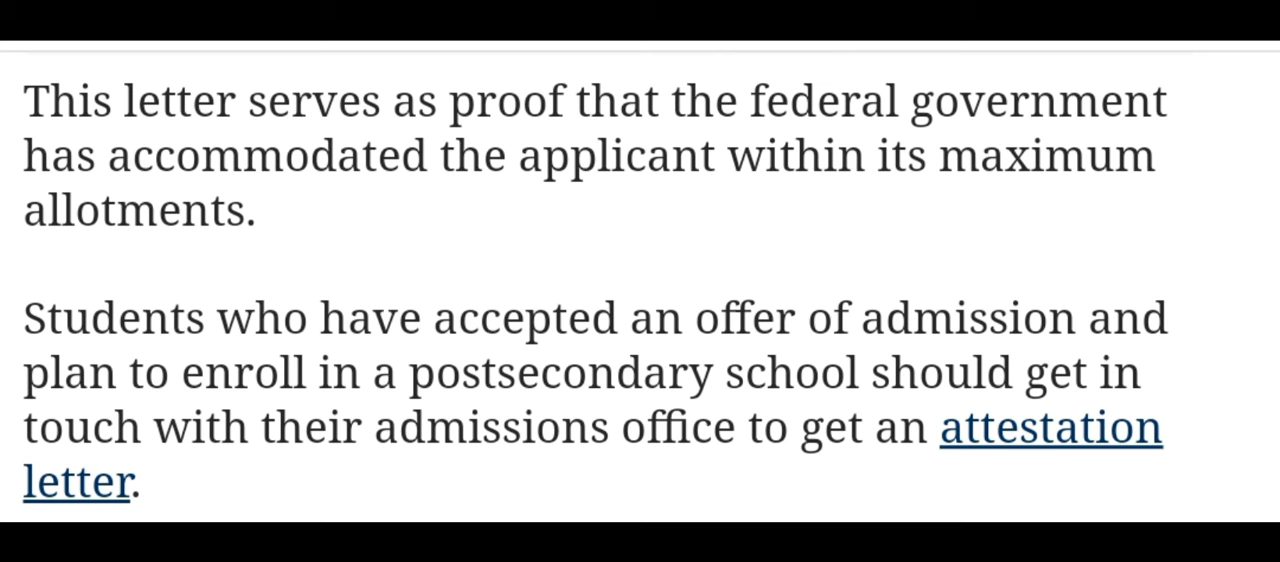 This letter serves as proof that the federal government
has accommodated the applicant within its maximum
allotments.
Students who have accepted an offer of admission and
plan to enroll in a postsecondary school should get in
touch with their admissions office to get an attestation
letter.